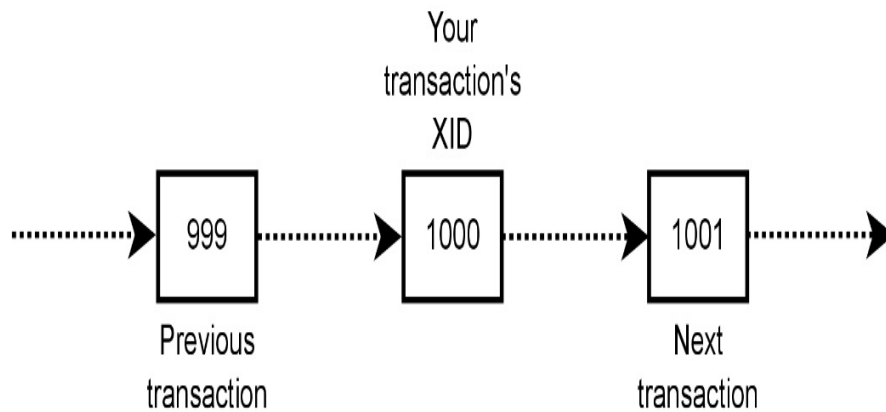 Your
transaction's
XID
999
1000
1001
Previous
transaction
Next
transaction